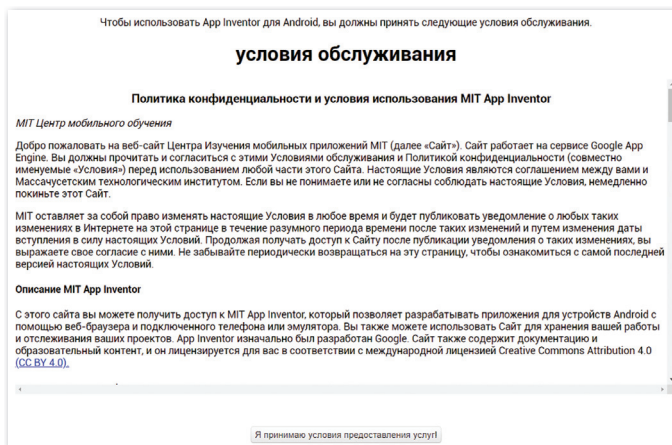 Чтобы использовать App Inventor для Android, вы должны принять следующие условия обслуживания.
условия обслуживания
Политика конфиденциальности и условия использования MIT App Inventor
MIT Центр мобильного обучения
Добро пожаловать на веб-сайт Центра Изучения мобильных приложений MIT (далее «Сайт»). Сайт работает на сервисе Google App
Engine. Вы должны прочитать и согласиться с этими Условиями обслуживания и Политикой конфиденциальности (совместно
именуемые «Условия») перед использованием любой части этого Сайта. Настоящие Условия являются соглашением между вами и
Массачусетским технологическим институтом. Если вы не понимаете или не согласны соблюдать настоящие Условия, немедленно
покиньте этот Сайт.
MIT оставляет за собой право изменять настоящие Условия в любое время и будет публиковать уведомление о любых таких
изменениях в Интернете на этой странице в течение разумного периода времени после таких изменений и путем изменения даты
вступления в силу настоящих Условий. Продолжая получать доступ к Сайту после публикации уведомления о таких изменениях, вы
выражаете свое согласие с ними. Не забывайте периодически возвращаться на эту страницу, чтобы ознакомиться с самой последней
версией настоящих Условий.
Описание MIT App Inventor
С этого сайта вы можете получить доступ к MIT App Inventor, который позволяет разрабатывать приложения для устройств Android с
помощью веб-браузера и подключенного телефона или эмулятора. Вы также можете использовать Сайт для хранения вашей работы
и отслеживания ваших проектов. App Inventor изначально был разработан Google. Сайт также содержит документацию и
образовательный контент, и он лицензируется для вас в соответствии с международной лицензией Creative Commons Attribution 4.0
(CC BY 4.0).
Я принимаю условия предоставления услуг!